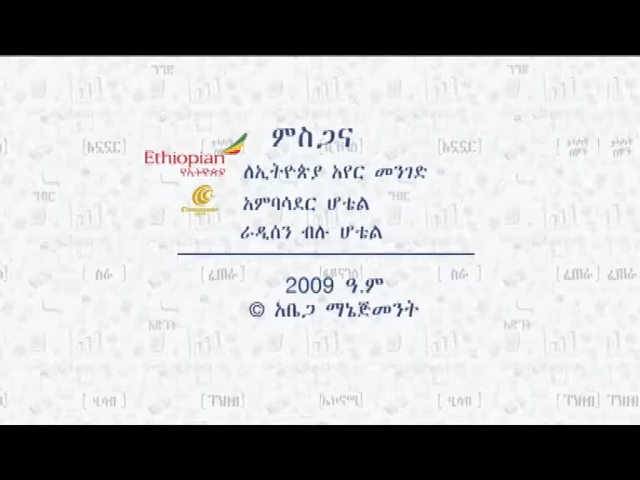 ምስጋና
Ethiopian
የኢትዮጵያ
ለኢትዮጵያ አየር መንገድ
አምባሳደር ሆቴል
ራዲሰን ብሉ ሆቴል
2009 ዓ.ም
© አቤጋ ማኔጅመንት